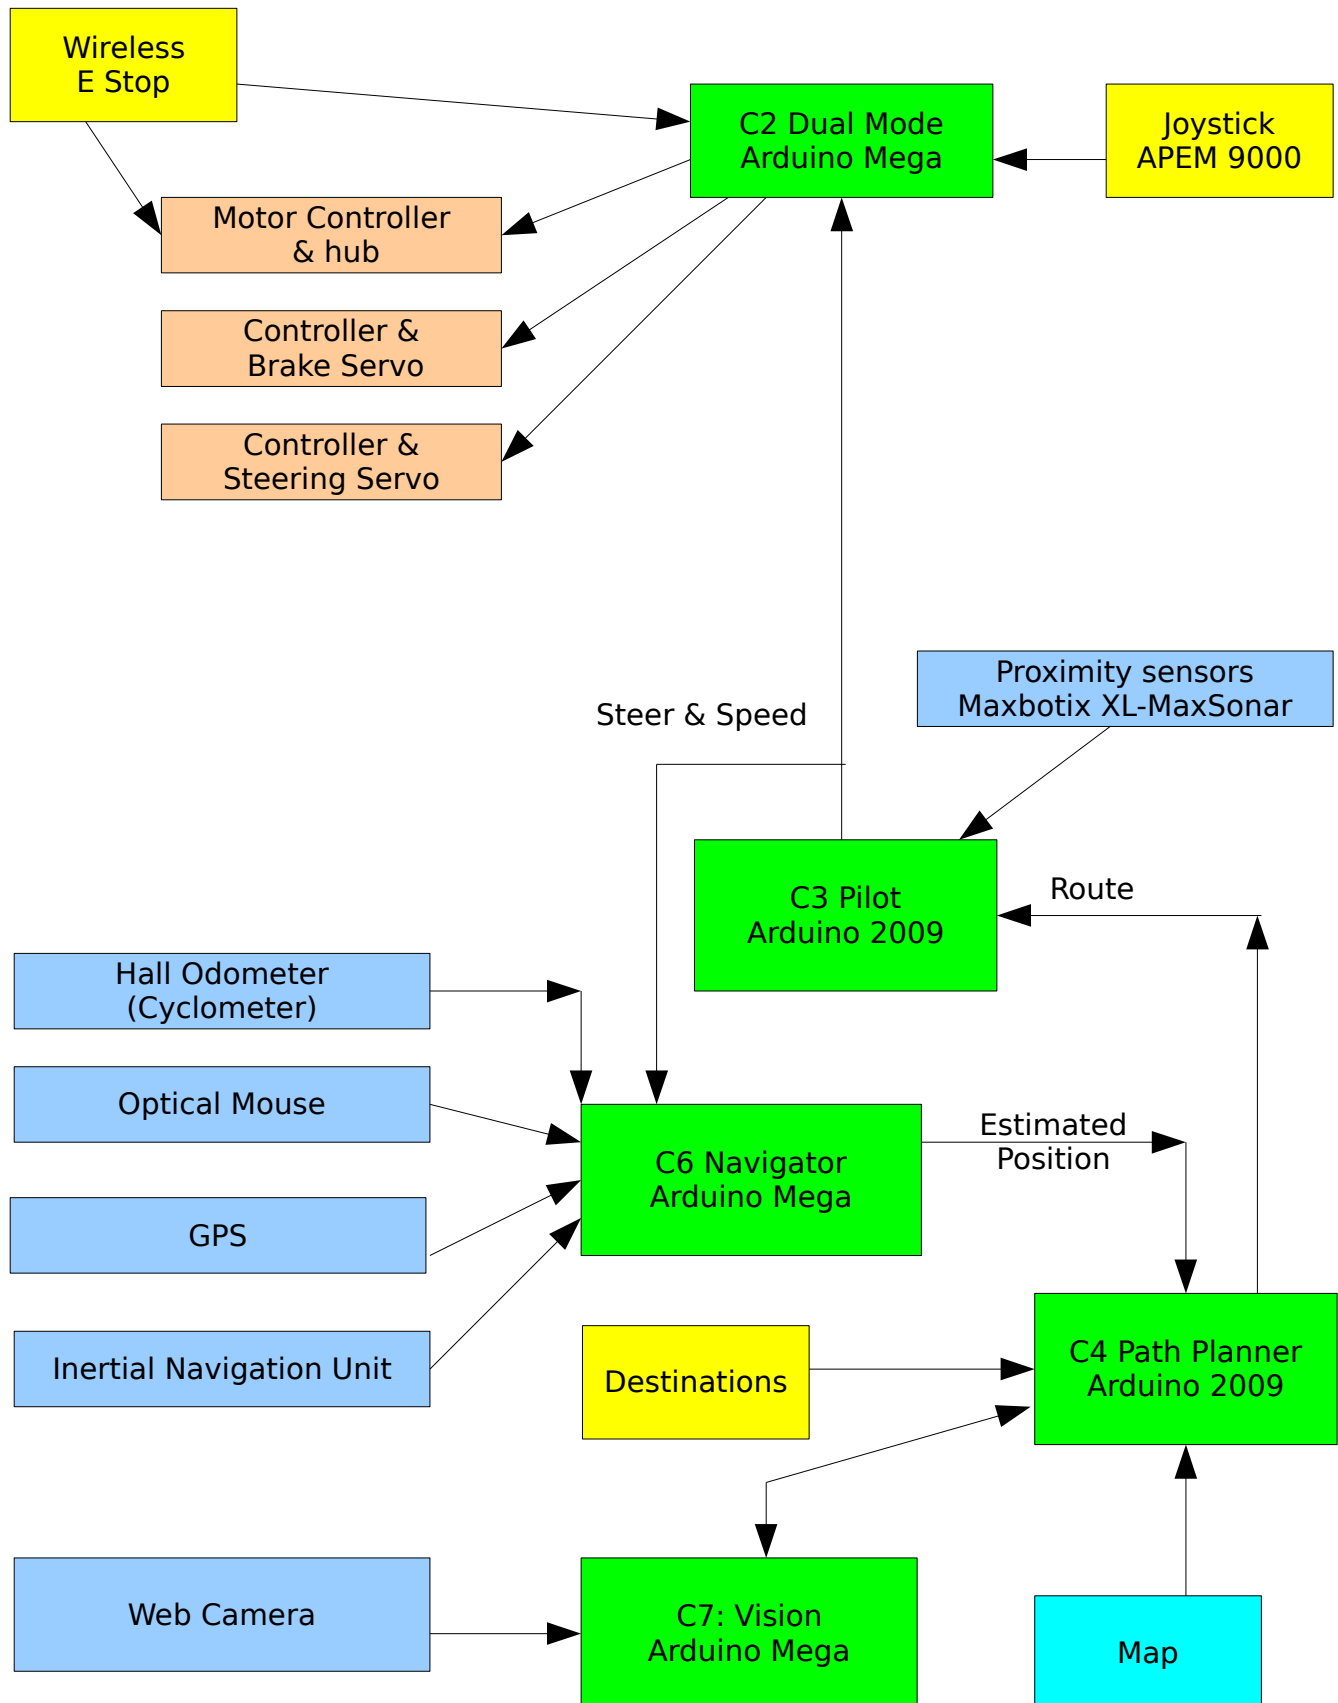 Wireless
E Stop
C2 Dual Mode
Arduino Mega
Joystick
APEM 9000
Motor Controller
& hub
Controller &
Brake Servo
Controller &
Steering Servo
Proximity sensors
Maxbotix XL-MaxSonar
Steer & Speed
C3 Pilot
Arduino 2009
Route
Hall Odometer
(Cyclometer)
Optical Mouse
Estimated
Position
C6 Navigator
Arduino Mega
GPS
Inertial Navigation Unit
Destinations
C4 Path Planner
Arduino 2009
Web Camera
C7: Vision
Arduino Mega
Map